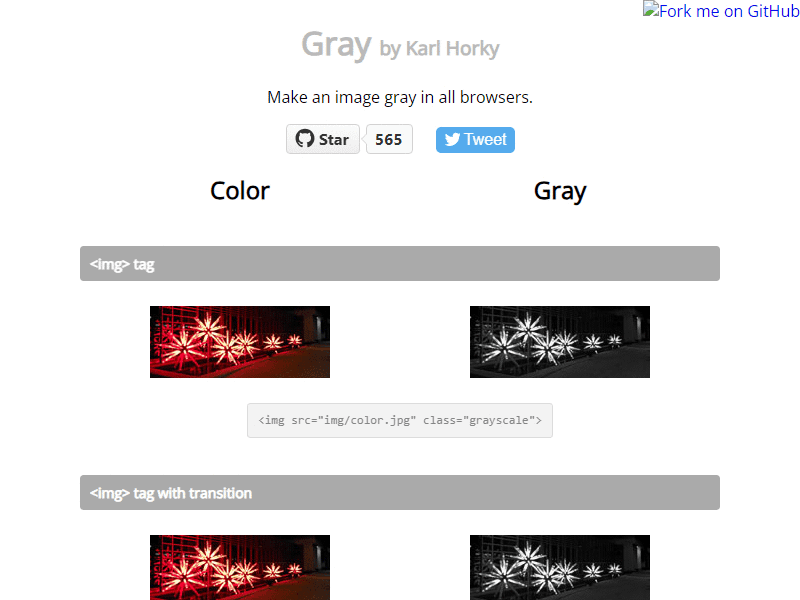 Fork me on GitHub
Gray by Karl Horky
Make an image gray in all browsers.
Star 565 Tweet
Color Gray
<img> tag
<img src="img/color.jpg" class="grayscale">
<img> tag with transition